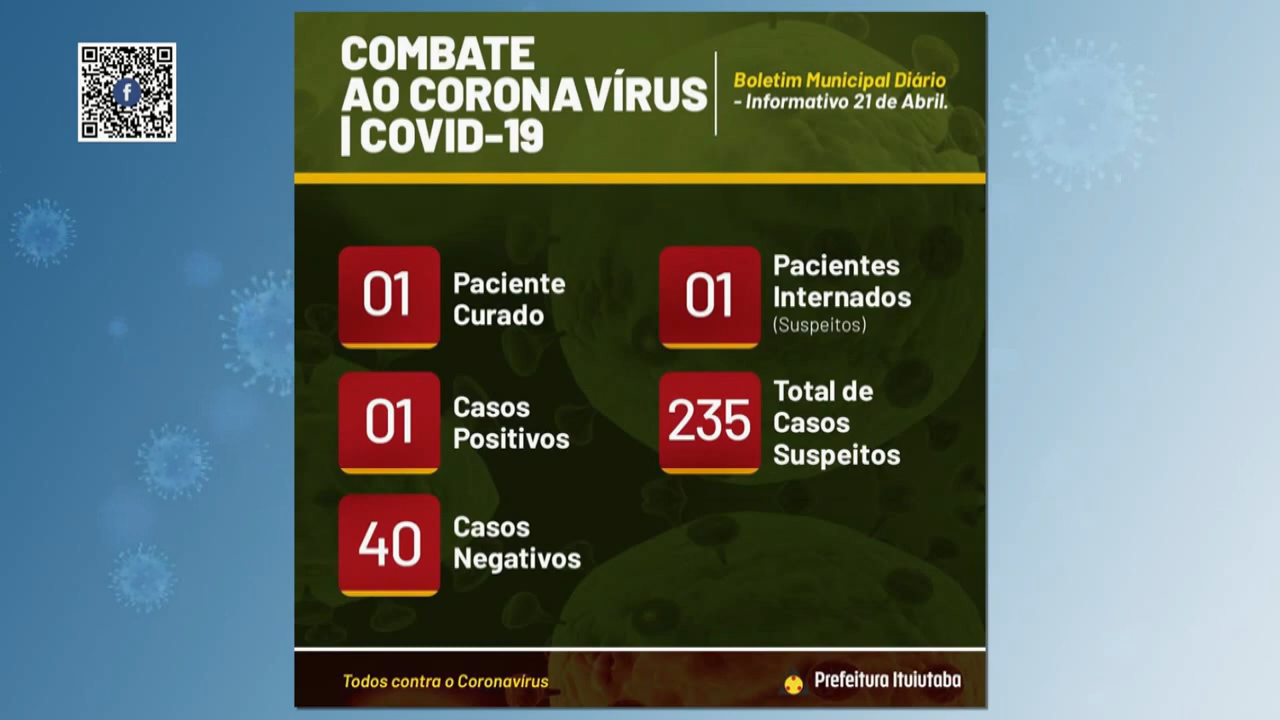 COMBATE
AO CORONAVÍRUS
| COVID-19
Boletim Municipal Diário
- Informativo 21 de Abril.
01
Paciente
Curado
01
Pacientes
Internados
(Suspeitos)
01
Casos
Positivos
235
Total de
Casos
Suspeitos
40
Casos
Negativos
Todos contra o Coronavírus
Prefeitura Ituiutaba